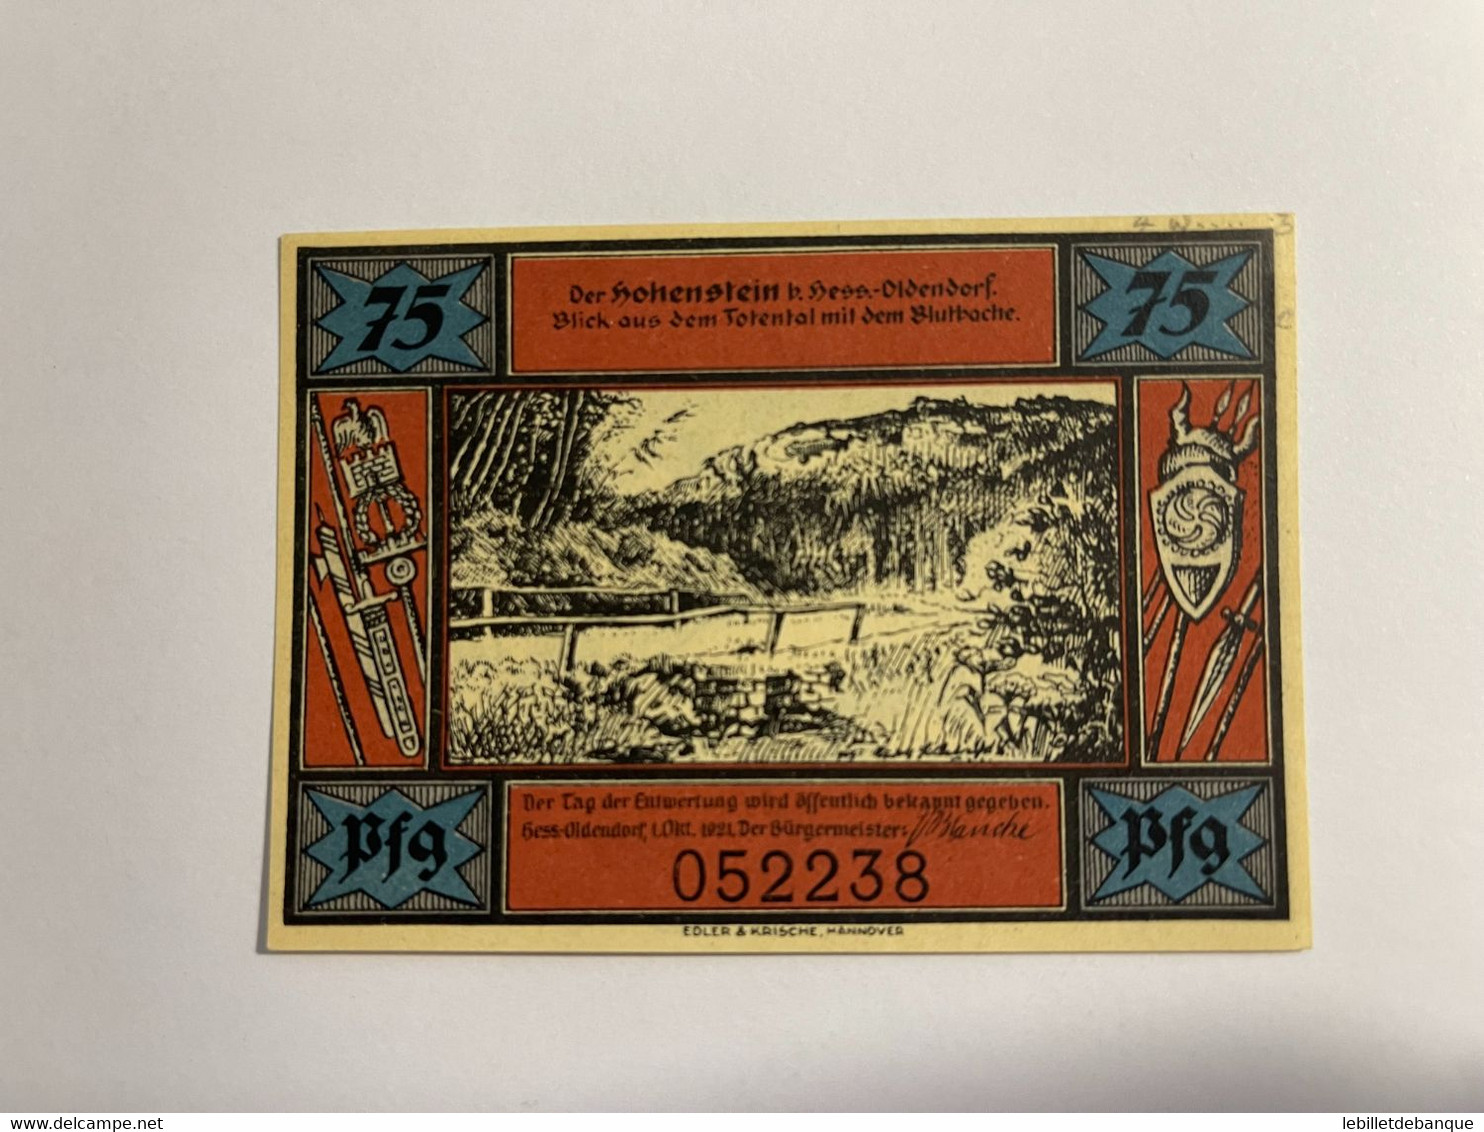 75
75
Der Hohenstein b. Hess.-Oldendorf.
Blick aus dem Totental mit dem Blutbache.
Pfg
Pfg
Der Tag der Entwertung wird öffentlich bekannt gegeben.
Hess-Oldendorf, 1. Okt. 1921, Der Bürgermeister:
052238
EDLER & KRISCHE, HANNOVER
delcampe.net
lebilletdebanque